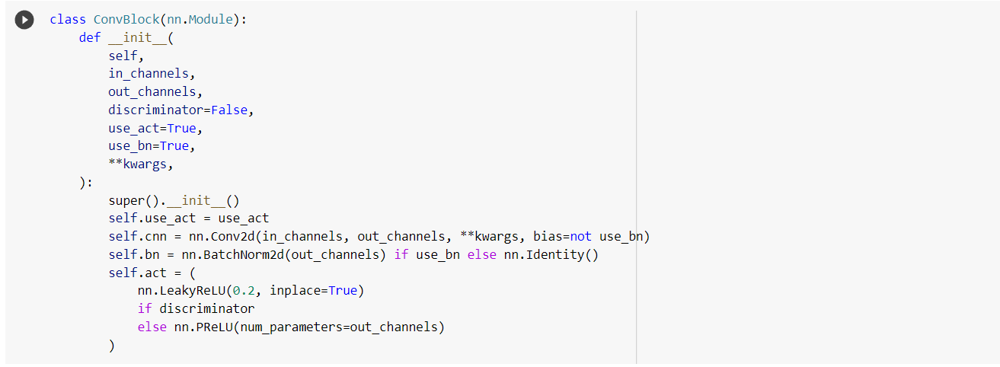 class ConvBlock(nn.Module):
    def __init__(
        self,
        in_channels,
        out_channels,
        discriminator=False,
        use_act=True,
        use_bn=True,
        **kwargs,
    ):
        super().__init__()
        self.use_act = use_act
        self.cnn = nn.Conv2d(in_channels, out_channels, **kwargs, bias=not use_bn)
        self.bn = nn.BatchNorm2d(out_channels) if use_bn else nn.Identity()
        self.act = (
            nn.LeakyReLU(0.2, inplace=True)
            if discriminator
            else nn.PReLU(num_parameters=out_channels)
        )